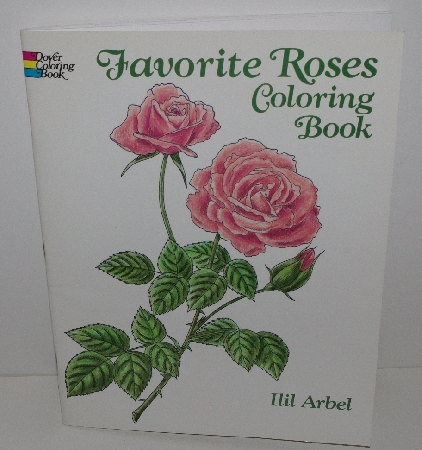 Dover
Coloring
Book
Favorite Roses
Coloring
Book
Ilil Arbel